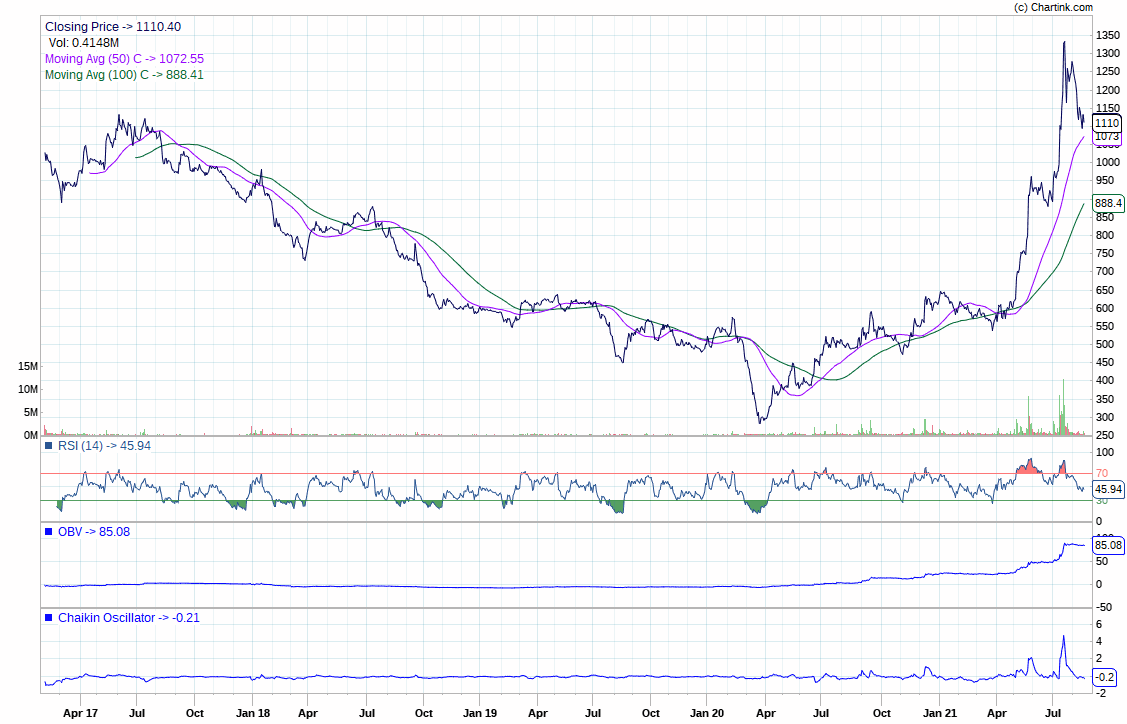 (c) Chartink.com
Closing Price -> 1110.40
Vol: 0.4148M
Moving Avg (50) C -> 1072.55
Moving Avg (100) C -> 888.41
1350
1300
1250
1200
1150
1110
1073
1000
950
888.4
850
800
750
700
650
600
550
500
450
400
350
300
250
15M
10M
5M
0M
RSI (14) -> 45.94
100
70
45.94
30
0
OBV -> 85.08
100
85.08
50
0
-50
Chaikin Oscillator -> -0.21
6
4
2
-0.2
-2
Apr 17 Jul Oct Jan 18 Apr Jul Oct Jan 19 Apr Jul Oct Jan 20 Apr Jul Oct Jan 21 Apr Jul